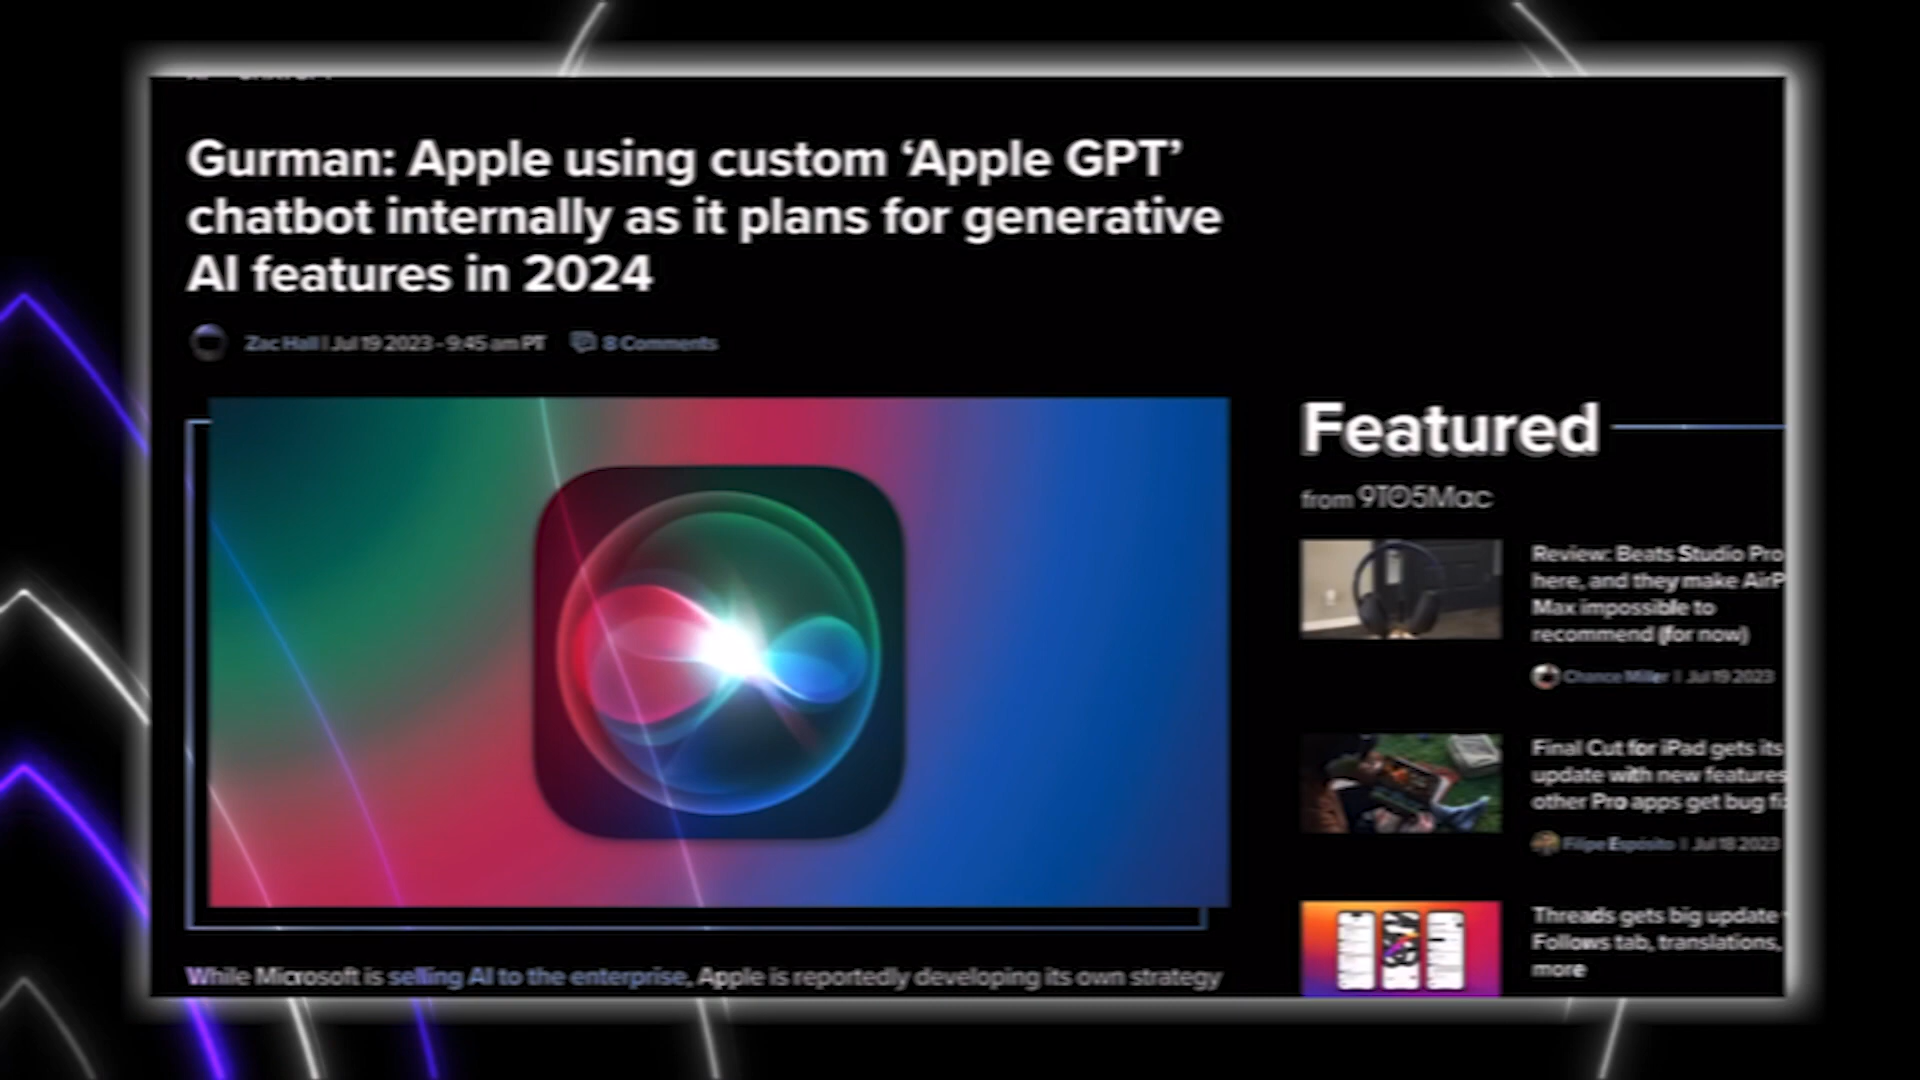 Gurman: Apple using custom ‘Apple GPT’
chatbot internally as it plans for generative
AI features in 2024
Zac Hall | Jul 19 2023 - 9:45 am PT 8 Comments
Featured
from 9TO5Mac
Review: Beats Studio Pro
here, and they make AirP
Max impossible to
recommend (for now)
Chance Miller | Jul 19 2023
Final Cut for iPad gets its
update with new features
other Pro apps get bug fi
Filipe Espósito | Jul 18 2023
Threads gets big update
Follows tab, translations,
more
While Microsoft is selling AI to the enterprise, Apple is reportedly developing its own strategy